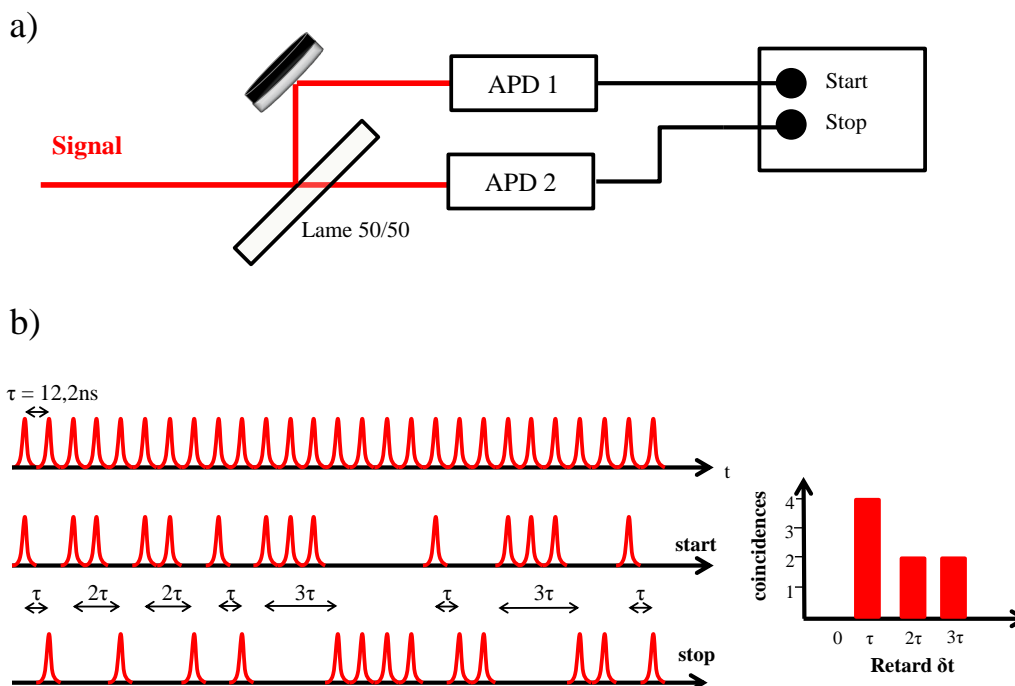 a)
APD 1
Start
Stop
Signal
APD 2
Lame 50/50
b)
τ = 12,2ns
t
start
τ 2τ 2τ τ 3τ τ 3τ τ
stop
coincidences
4
3
2
1
0 τ 2τ 3τ
Retard δt